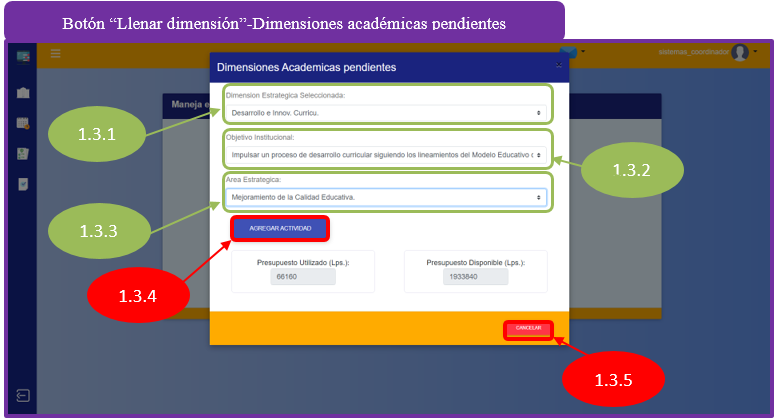 Botón “Llenar dimensión”-Dimensiones académicas pendientes
sistemas_coordinador
Dimensiones Academicas pendientes
×
Maneja e
Dimension Estrategica Seleccionada:
Desarrollo e Innov. Curricu.
1.3.1
Objetivo Institucional:
Impulsar un proceso de desarrollo curricular siguiendo los lineamientos del Modelo Educativo
1.3.2
Area Estrategica:
Mejoramiento de la Calidad Educativa.
1.3.3
AGREGAR ACTIVIDAD
Presupuesto Utilizado (Lps.):
Presupuesto Disponible (Lps.):
66160
1933840
1.3.4
CANCELAR
1.3.5